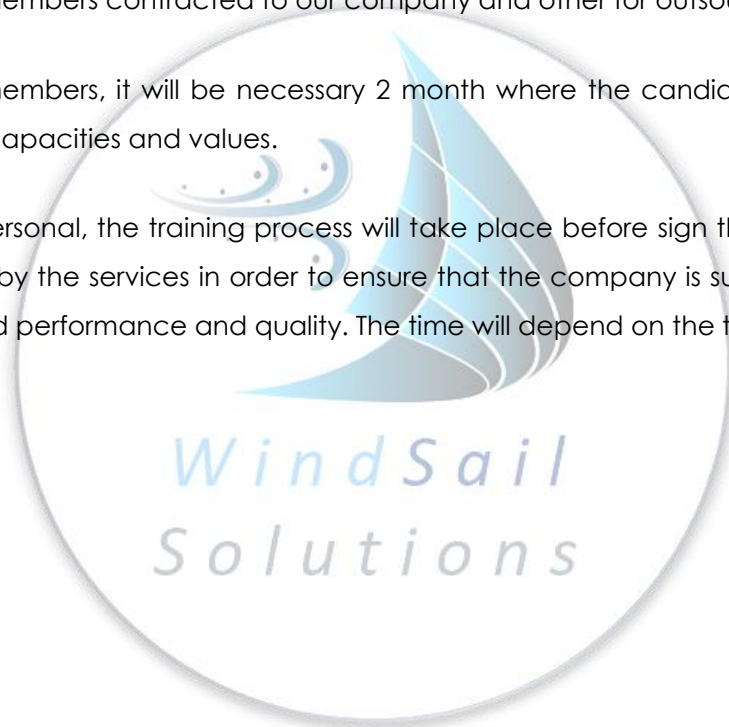 members contracted to our company and other for outsou
members, it will be necessary 2 month where the candic
capacities and values.
ersonal, the training process will take place before sign th
by the services in order to ensure that the company is su
d performance and quality. The time will depend on the t
WindSail
Solutions